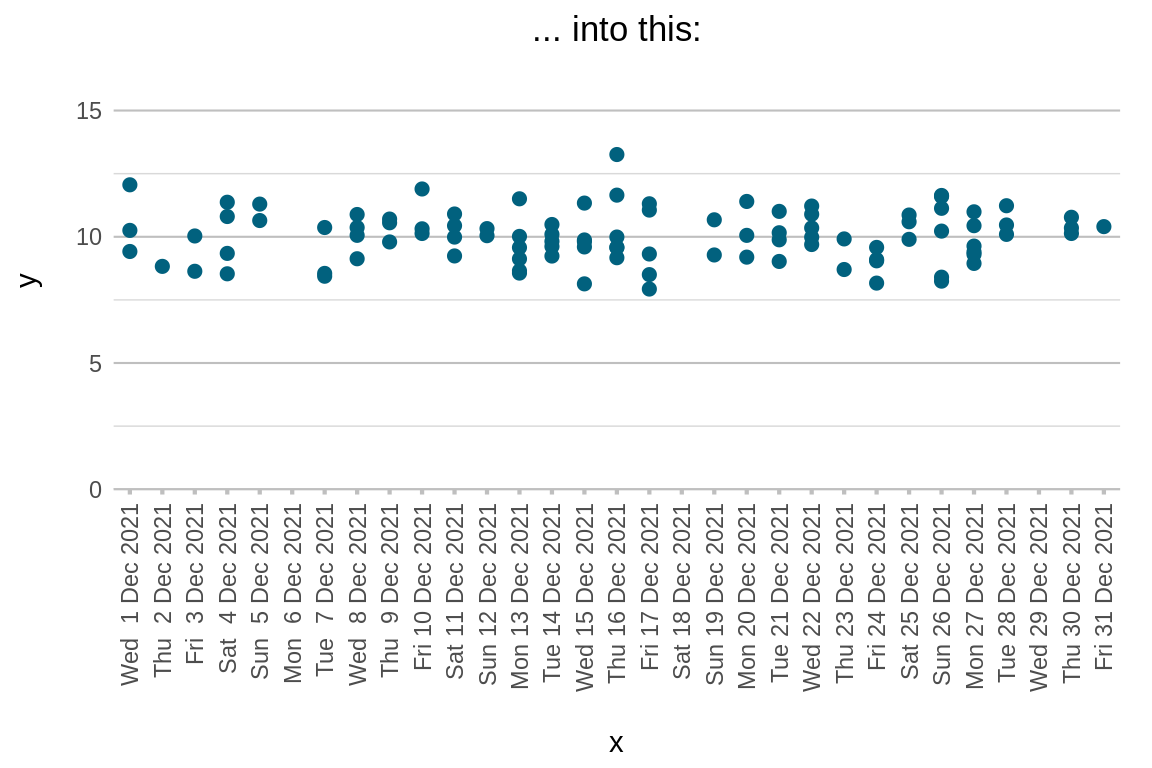 ... into this:
15
10
5
0
y
Wed  1 Dec 2021
Thu  2 Dec 2021
Fri  3 Dec 2021
Sat  4 Dec 2021
Sun  5 Dec 2021
Mon  6 Dec 2021
Tue  7 Dec 2021
Wed  8 Dec 2021
Thu  9 Dec 2021
Fri 10 Dec 2021
Sat 11 Dec 2021
Sun 12 Dec 2021
Mon 13 Dec 2021
Tue 14 Dec 2021
Wed 15 Dec 2021
Thu 16 Dec 2021
Fri 17 Dec 2021
Sat 18 Dec 2021
Sun 19 Dec 2021
Mon 20 Dec 2021
Tue 21 Dec 2021
Wed 22 Dec 2021
Thu 23 Dec 2021
Fri 24 Dec 2021
Sat 25 Dec 2021
Sun 26 Dec 2021
Mon 27 Dec 2021
Tue 28 Dec 2021
Wed 29 Dec 2021
Thu 30 Dec 2021
Fri 31 Dec 2021
x